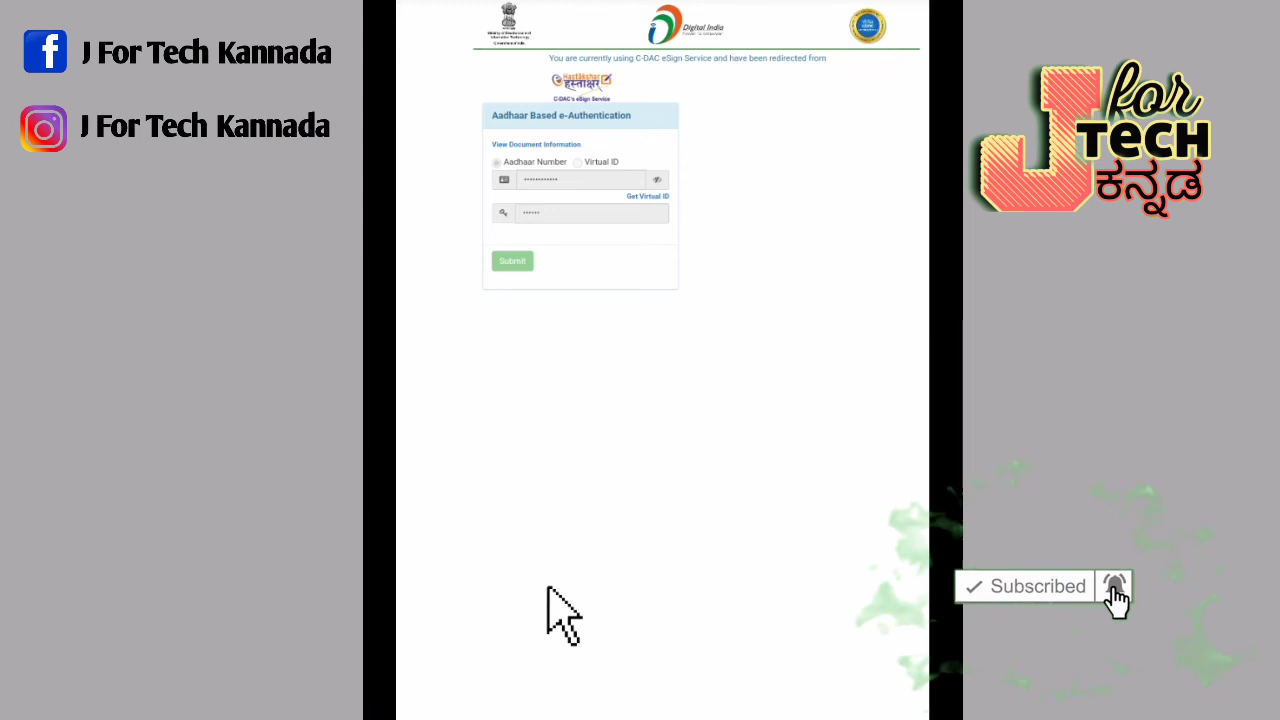 J For Tech Kannada
J For Tech Kannada
Digital India
You are currently using C-DAC eSign Service and have been redirected from
Hastakshar
हस्ताक्षर
C-DAC's eSign Service
Aadhaar Based e-Authentication
View Document Information
Aadhaar Number Virtual ID
Get Virtual ID
Submit
J for
Tech
ಕನ್ನಡ
Subscribed